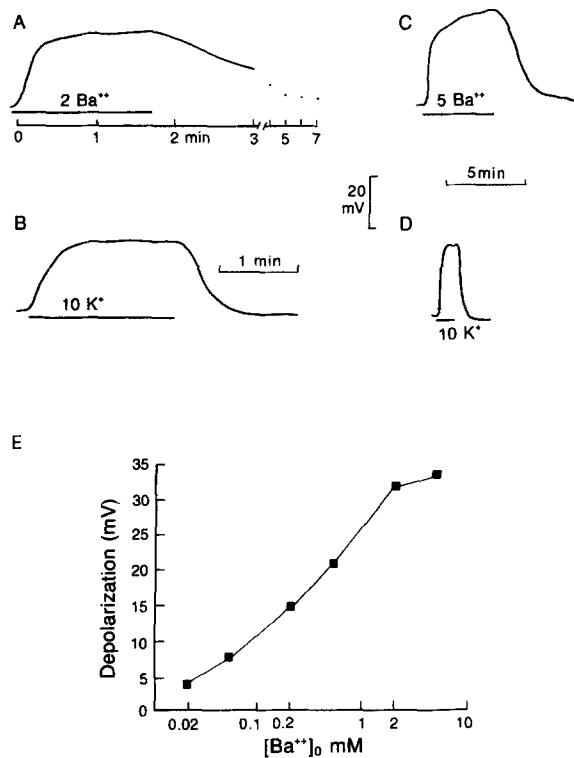 A
2 Ba⁺⁺
0 1 2 min 3 5 7
B
10 K⁺
1 min
C
5 Ba⁺⁺
5min
20
mV
D
10 K⁺
E
Depolarization (mV)
35
30
25
20
15
10
5
0
0.02 0.1 0.2 1 2 10
[Ba⁺⁺]₀ mM